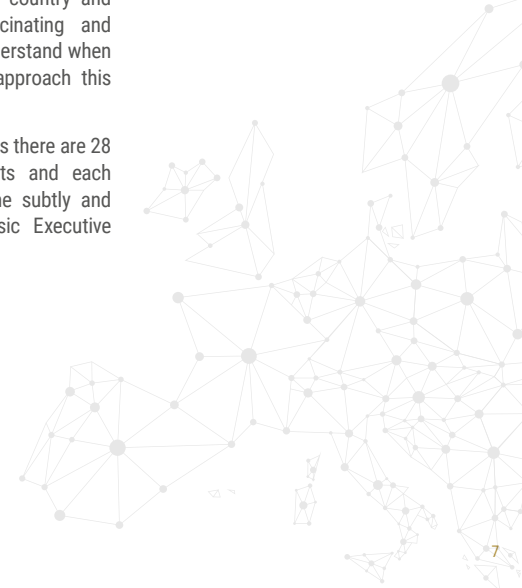 country and
cinating and
erstand when
approach this
s there are 28
ts and each
ne subtly and
sic Executive
7